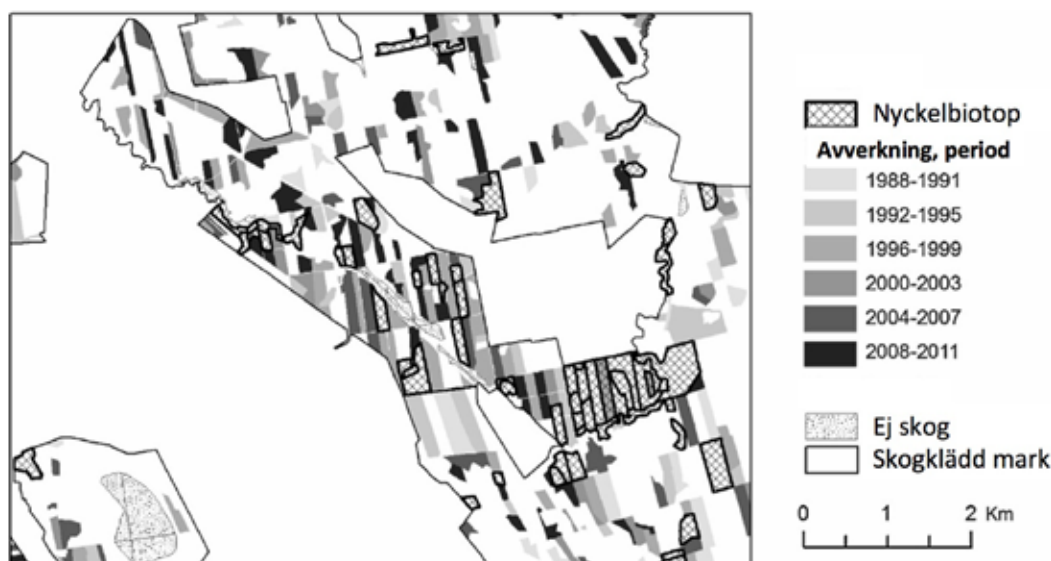 Nyckelbiotop
Avverkning, period
1988-1991
1992-1995
1996-1999
2000-2003
2004-2007
2008-2011
Ej skog
Skogklädd mark
0 1 2 Km